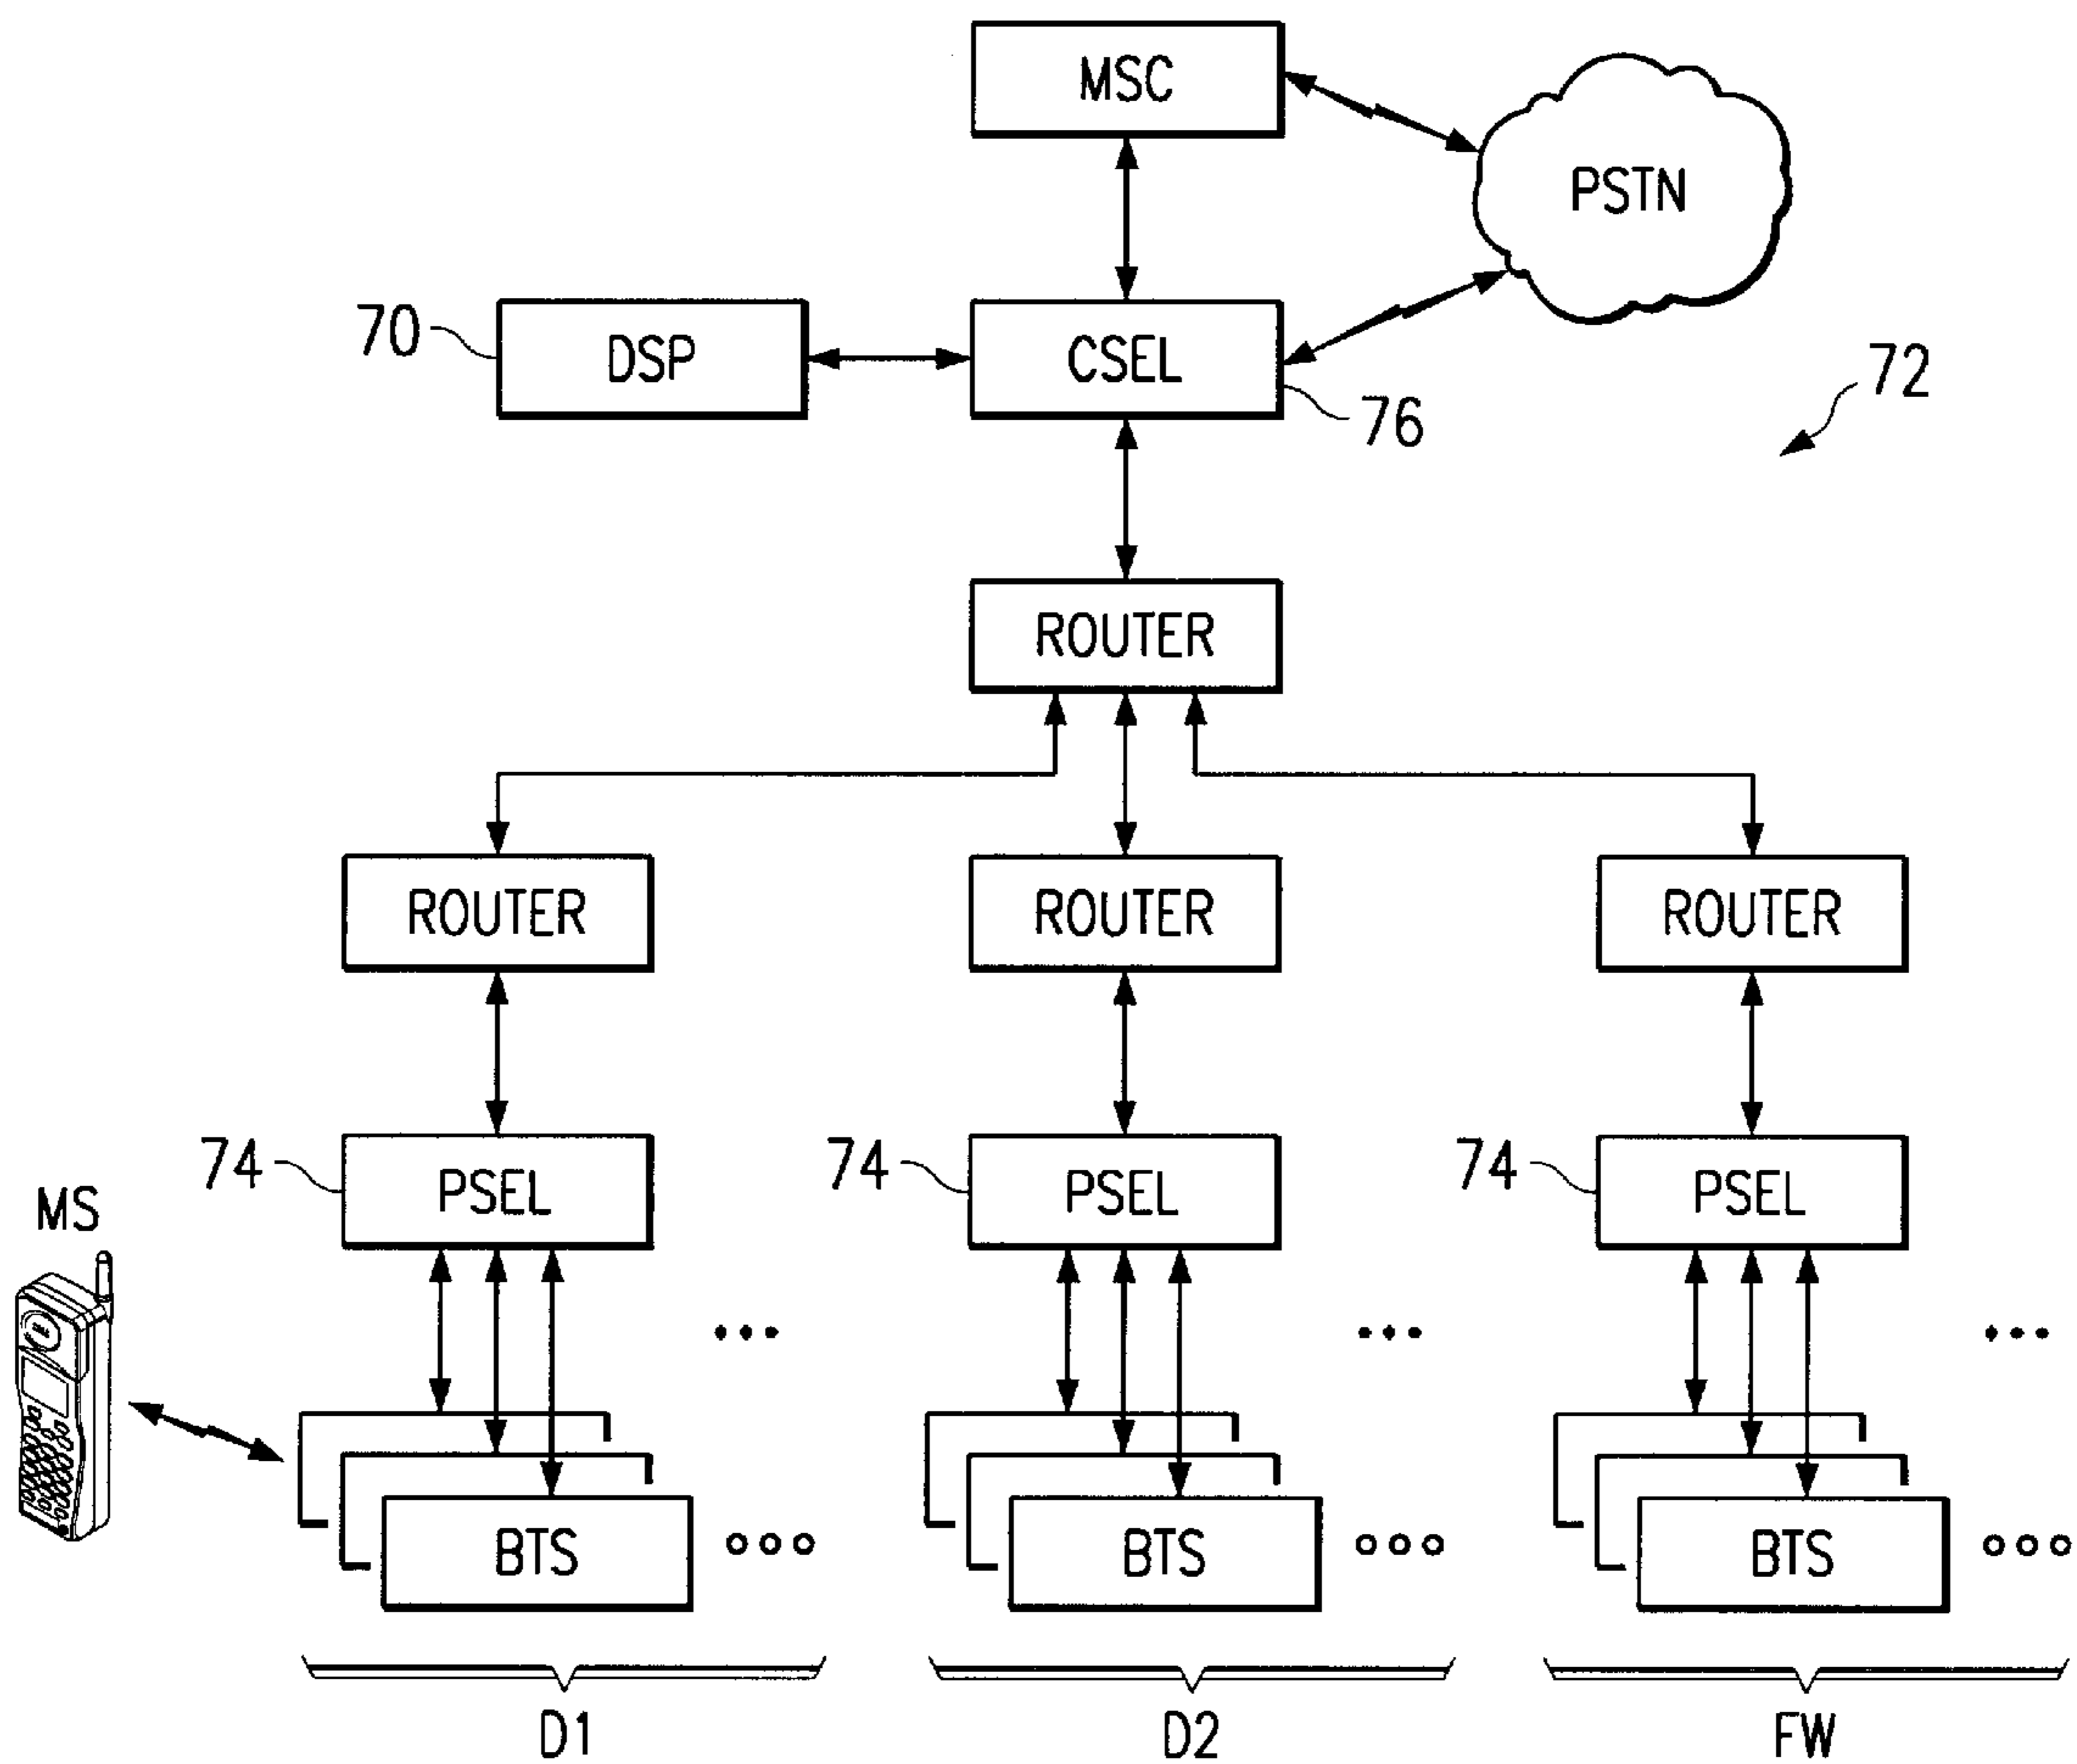 MSC
PSTN
70
DSP
CSEL
76
72
ROUTER
ROUTER
ROUTER
ROUTER
74
PSEL
74
PSEL
74
PSEL
MS
BTS
BTS
BTS
D1
D2
FW